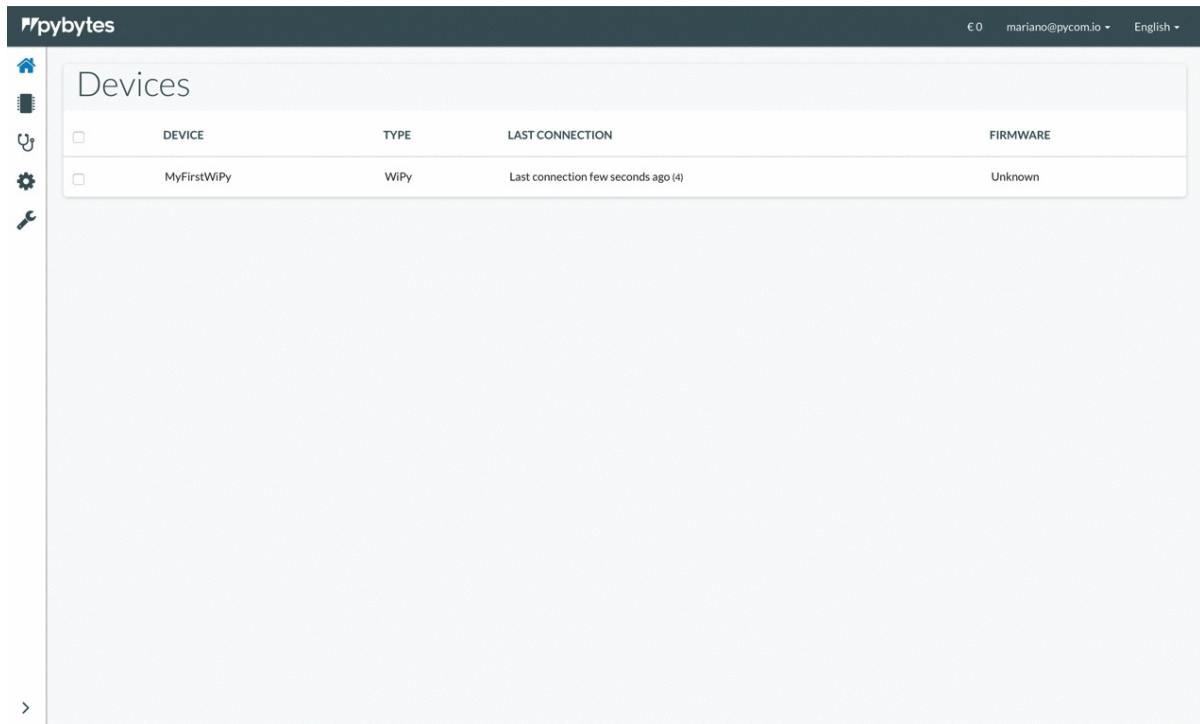 pybytes € 0 mariano@pycom.io English
Devices
DEVICE TYPE LAST CONNECTION FIRMWARE
MyFirstWiPy WiPy Last connection few seconds ago (4) Unknown